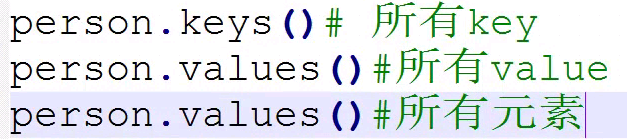 person.keys()# 所有key
person.values()#所有value
person.values()#所有元素